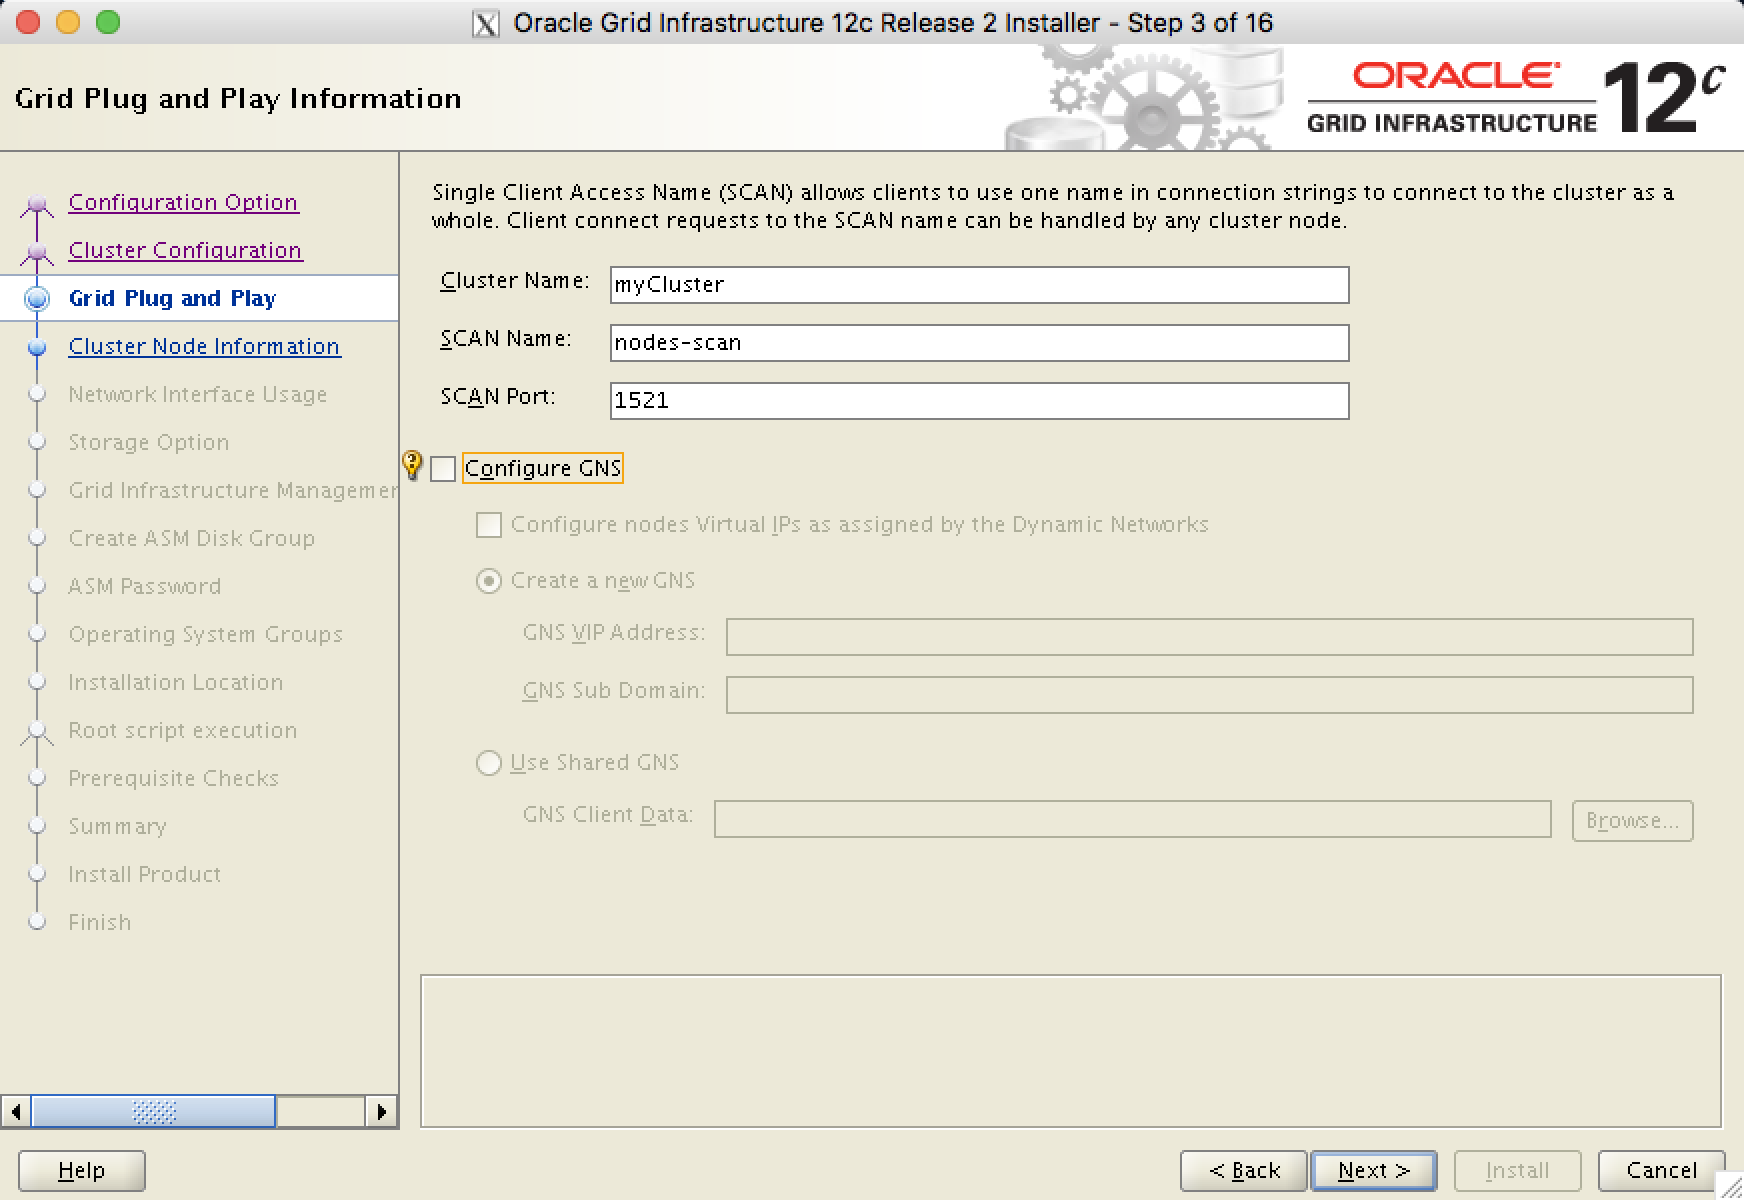 Oracle Grid Infrastructure 12c Release 2 Installer - Step 3 of 16
Grid Plug and Play Information
ORACLE
GRID INFRASTRUCTURE
12c
Configuration Option
Cluster Configuration
Grid Plug and Play
Cluster Node Information
Network Interface Usage
Storage Option
Grid Infrastructure Managemer
Create ASM Disk Group
ASM Password
Operating System Groups
Installation Location
Root script execution
Prerequisite Checks
Summary
Install Product
Finish
Single Client Access Name (SCAN) allows clients to use one name in connection strings to connect to the cluster as a
whole. Client connect requests to the SCAN name can be handled by any cluster node.
Cluster Name: myCluster
SCAN Name: nodes-scan
SCAN Port: 1521
Configure GNS
Configure nodes Virtual IPs as assigned by the Dynamic Networks
Create a new GNS
GNS VIP Address:
GNS Sub Domain:
Use Shared GNS
GNS Client Data:
Browse...
Help
< Back
Next >
Install
Cancel